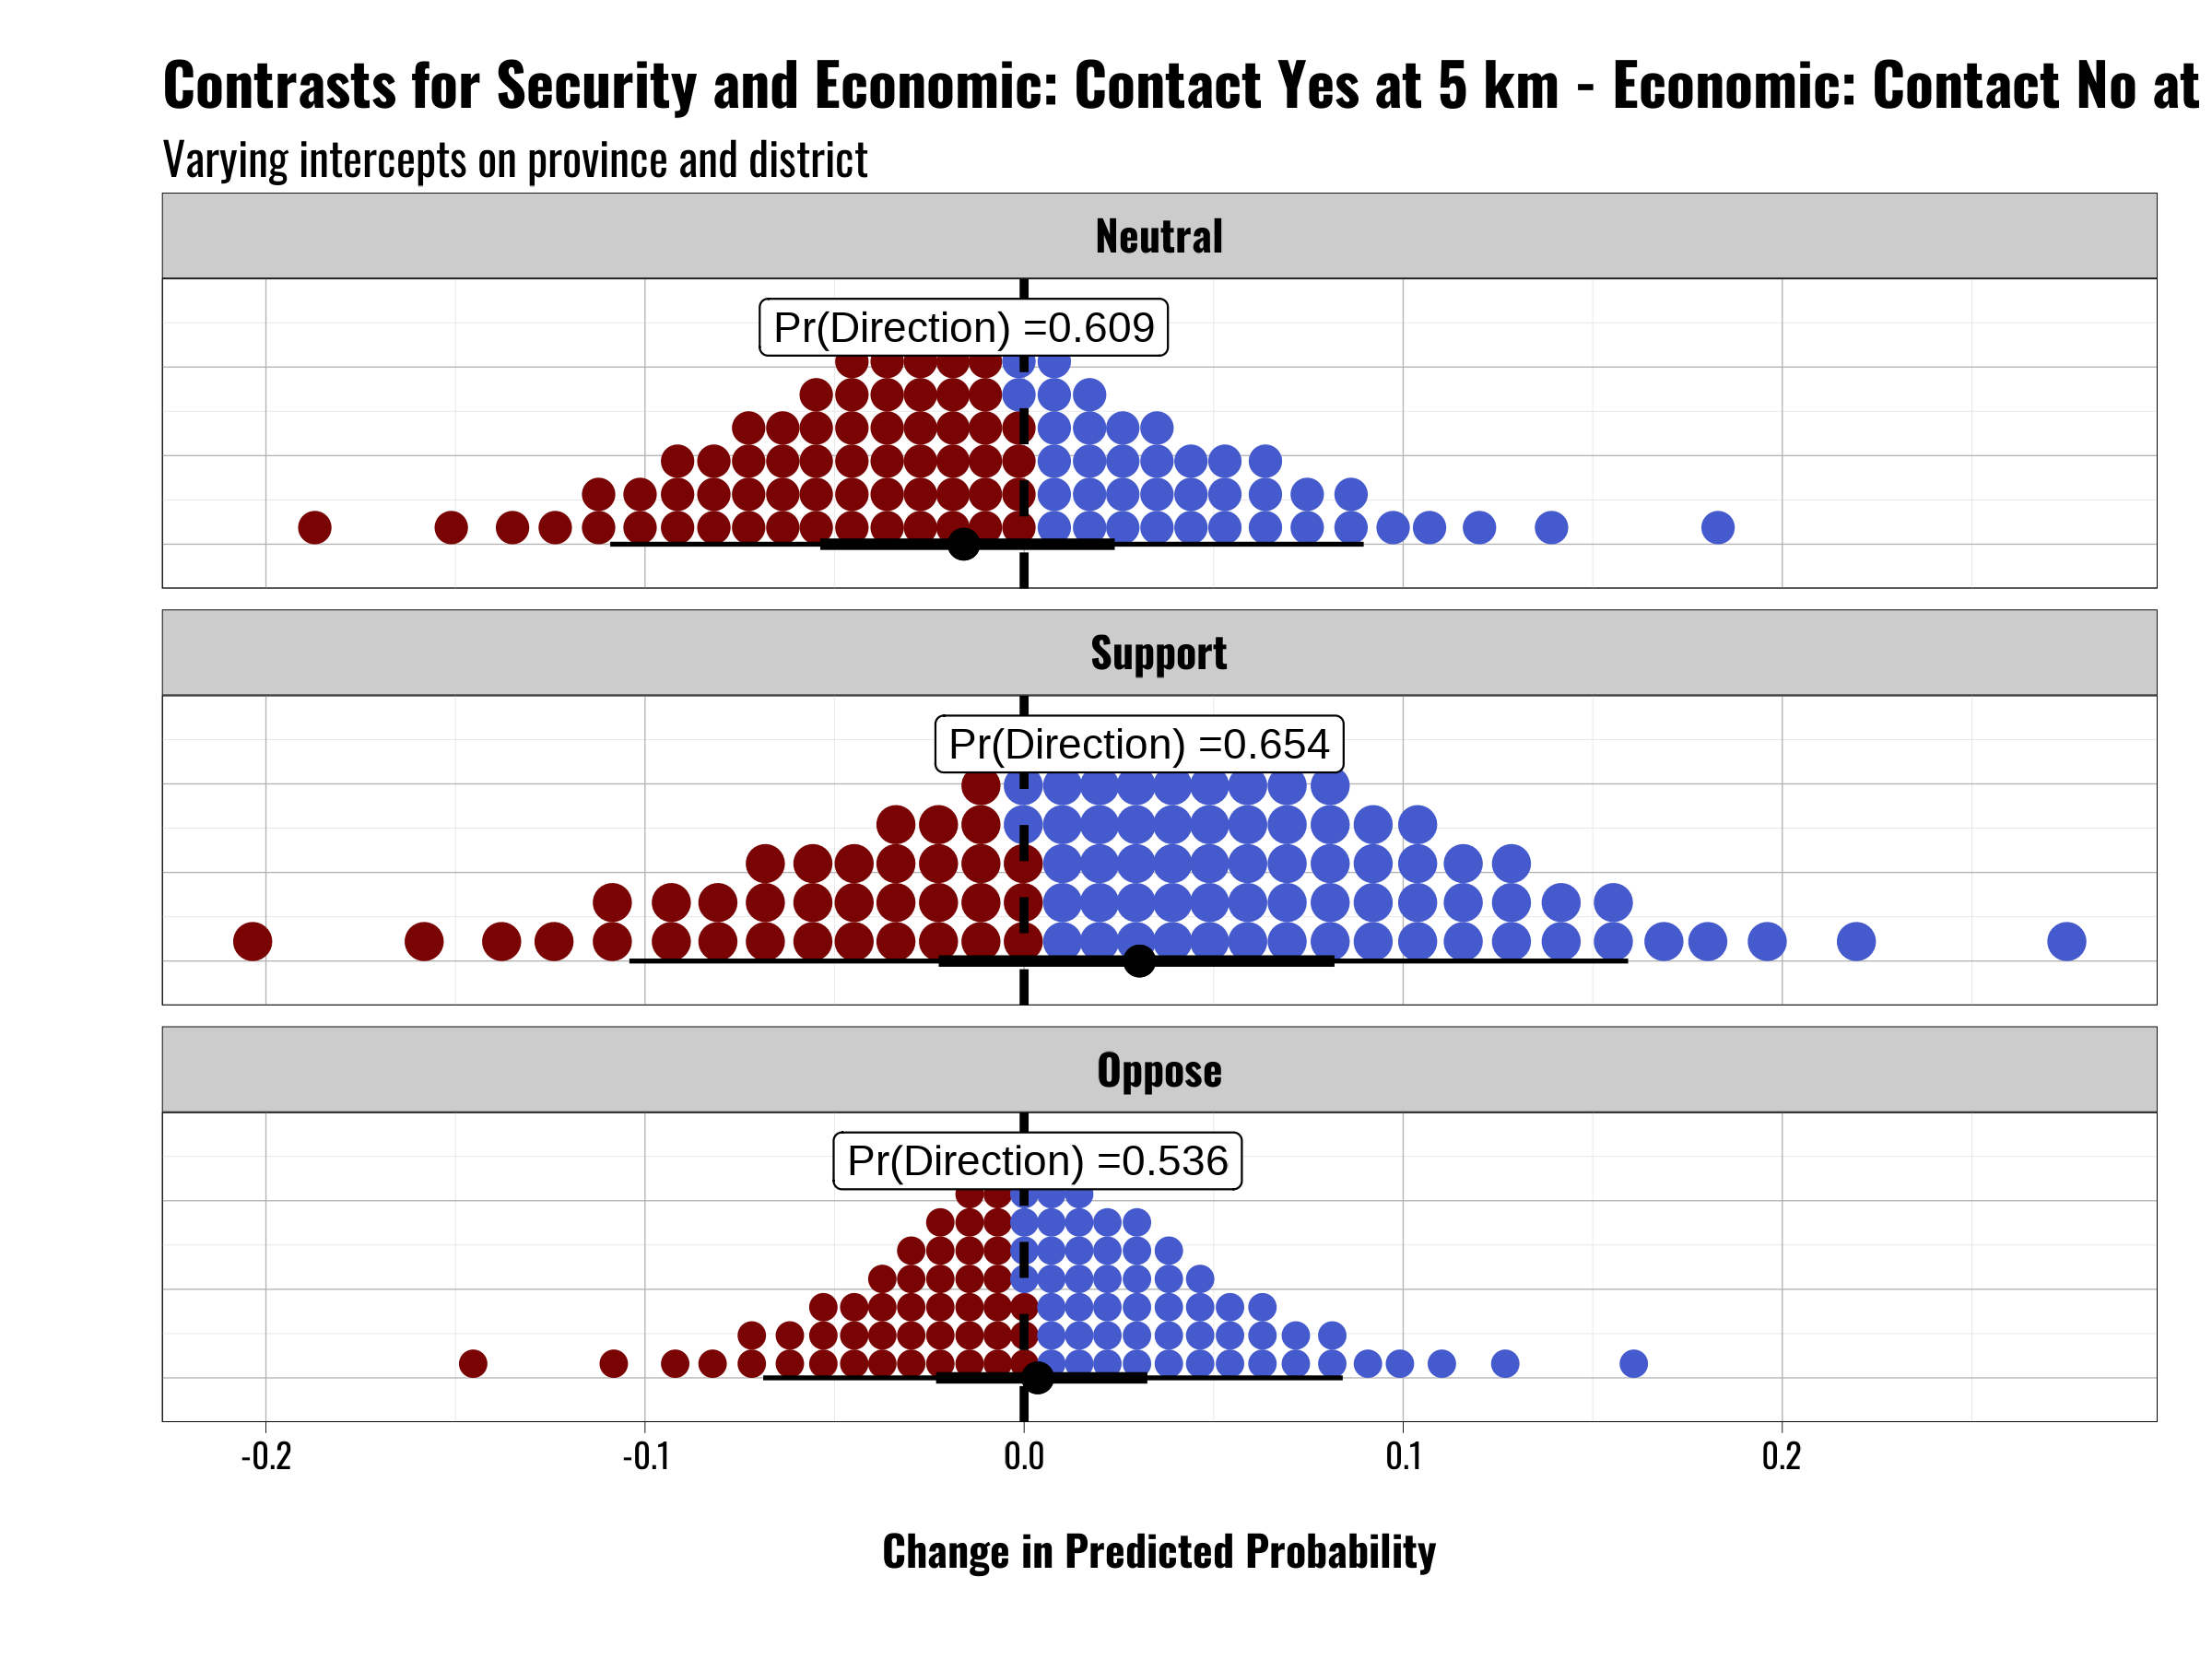 Contrasts for Security and Economic: Contact Yes at 5 km - Economic: Contact No at
Varying intercepts on province and district
Neutral
Pr(Direction) =0.609
Support
Pr(Direction) =0.654
Oppose
Pr(Direction) =0.536
-0.2 -0.1 0.0 0.1 0.2
Change in Predicted Probability